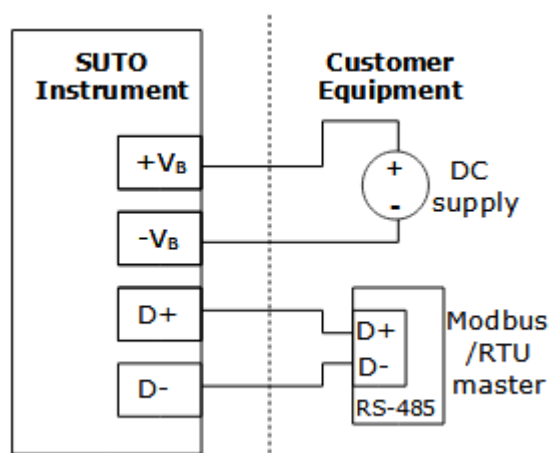 SUTO
Instrument
Customer
Equipment
+VB
-VB
D+
D-
+
-
DC
supply
D+
D-
RS-485
Modbus
/RTU
master